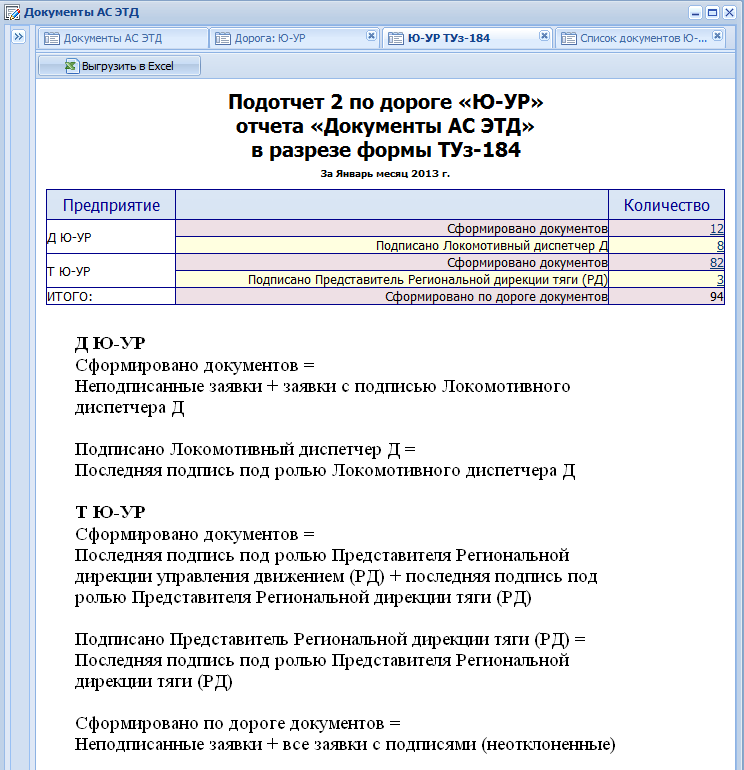 Документы АС ЭТД
Документы АС ЭТД
Дорога: Ю-УР
Ю-УР ТУз-184
Список документов Ю-...
Выгрузить в Excel
Подотчет 2 по дороге «Ю-УР»
отчета «Документы АС ЭТД»
в разрезе формы ТУз-184
За Январь месяц 2013 г.
Предприятие Количество
Д Ю-УР
Сформировано документов 12
Подписано Локомотивный диспетчер Д 8
Т Ю-УР
Сформировано документов 82
Подписано Представитель Региональной дирекции тяги (РД) 3
ИТОГО: Сформировано по дороге документов 94
Д Ю-УР
Сформировано документов =
Неподписанные заявки + заявки с подписью Локомотивного
диспетчера Д
Подписано Локомотивный диспетчер Д =
Последняя подпись под ролью Локомотивного диспетчера Д
Т Ю-УР
Сформировано документов =
Последняя подпись под ролью Представителя Региональной
дирекции управления движением (РД) + последняя подпись под
ролью Представителя Региональной дирекции тяги (РД)
Подписано Представитель Региональной дирекции тяги (РД) =
Последняя подпись под ролью Представителя Региональной
дирекции тяги (РД)
Сформировано по дороге документов =
Неподписанные заявки + все заявки с подписями (неотклоненные)